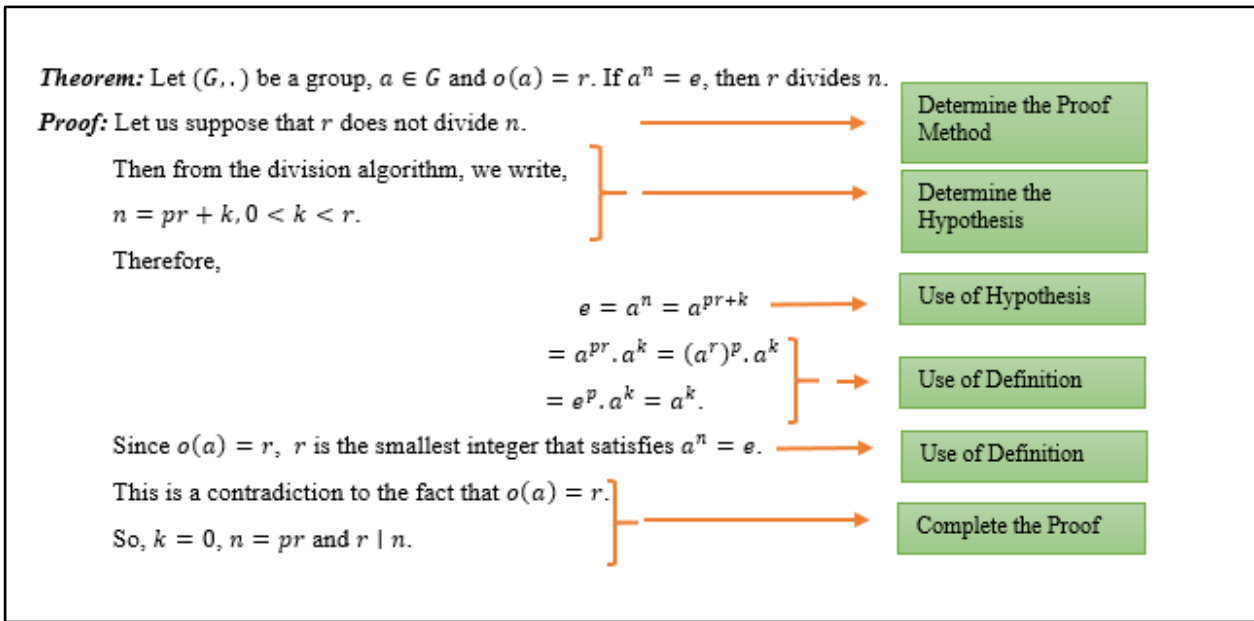 Theorem: Let (G,.) be a group, a ∈ G and o(a) = r. If aⁿ = e, then r divides n.
Proof: Let us suppose that r does not divide n.
Determine the Proof
Method
Then from the division algorithm, we write,
n = pr + k, 0 < k < r.
Determine the
Hypothesis
Therefore,
e = aⁿ = a^{pr+k}
Use of Hypothesis
= a^{pr}. a^k = (a^r)^p. a^k
= e^p. a^k = a^k.
Use of Definition
Since o(a) = r, r is the smallest integer that satisfies aⁿ = e.
Use of Definition
This is a contradiction to the fact that o(a) = r.
So, k = 0, n = pr and r | n.
Complete the Proof